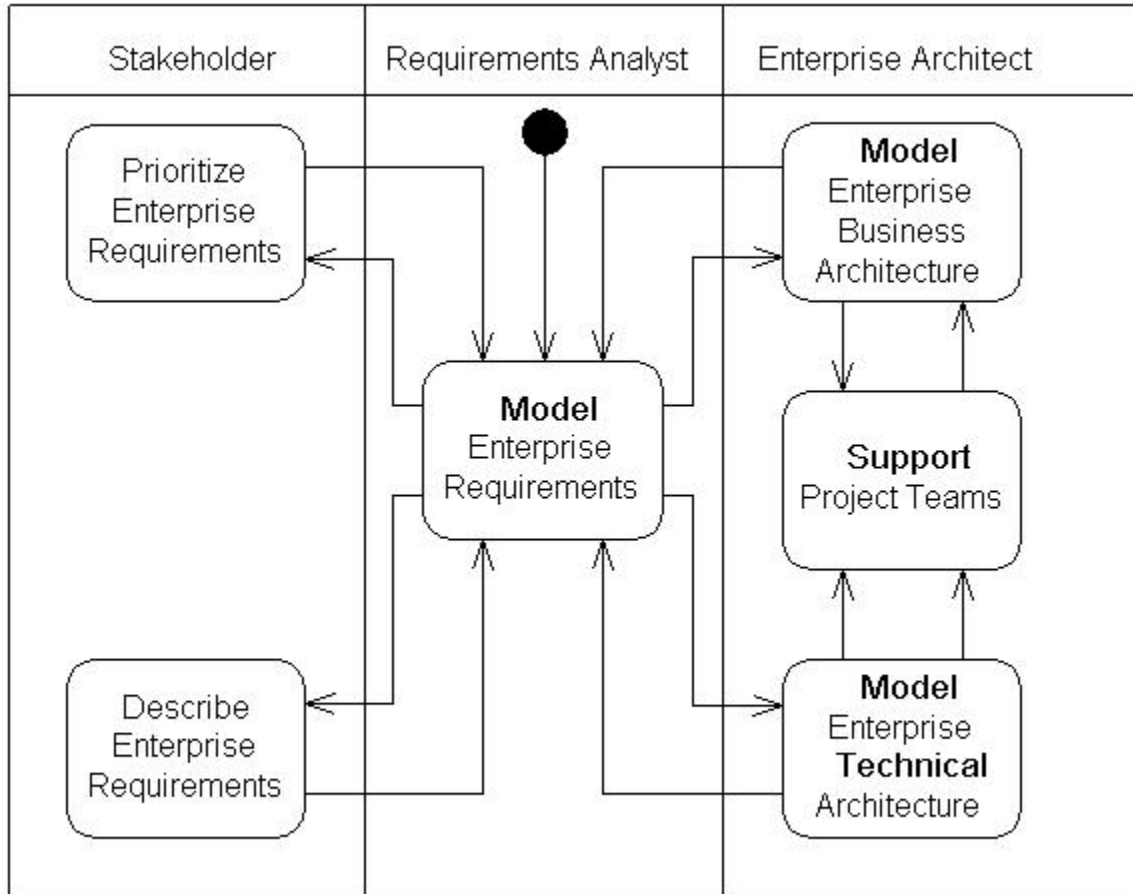 Stakeholder
Requirements Analyst
Enterprise Architect
Prioritize
Enterprise
Requirements
Model
Enterprise
Business
Architecture
Model
Enterprise
Requirements
Support
Project Teams
Describe
Enterprise
Requirements
Model
Enterprise
Technical
Architecture